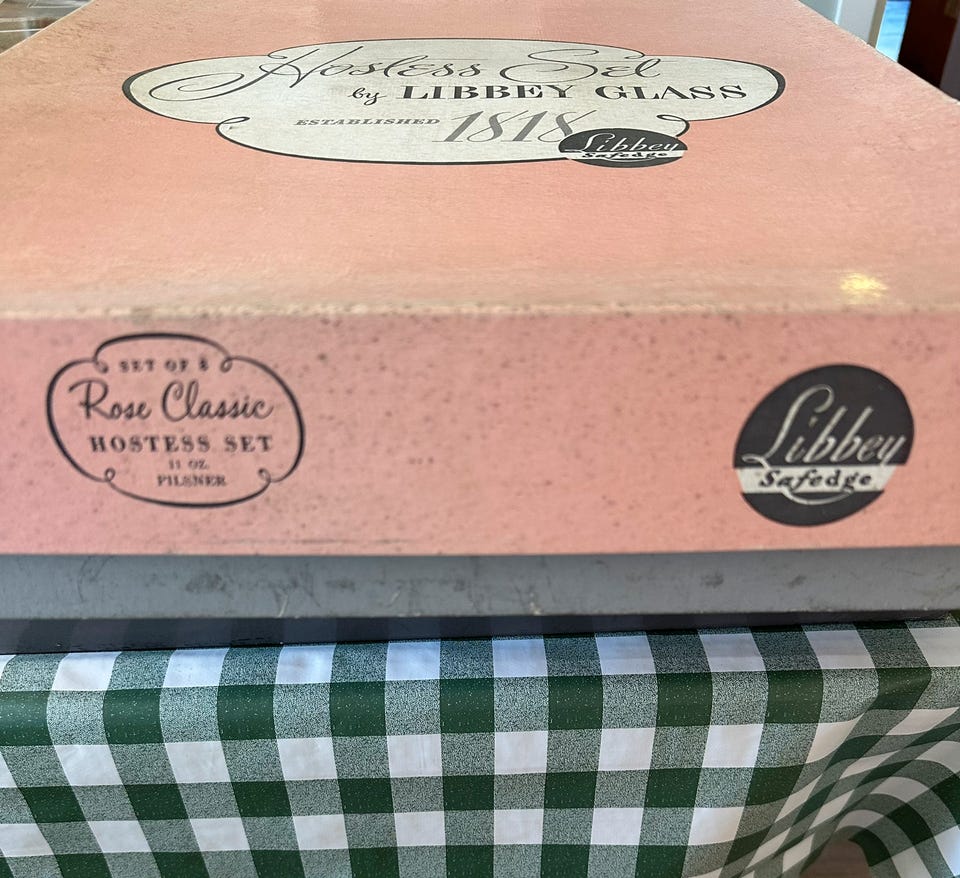 Hostess Set
by LIBBEY GLASS
ESTABLISHED 1818
Libbey
Safedge
SET OF 8
Rose Classic
HOSTESS SET
11 OZ.
PILSNER
Libbey
Safedge